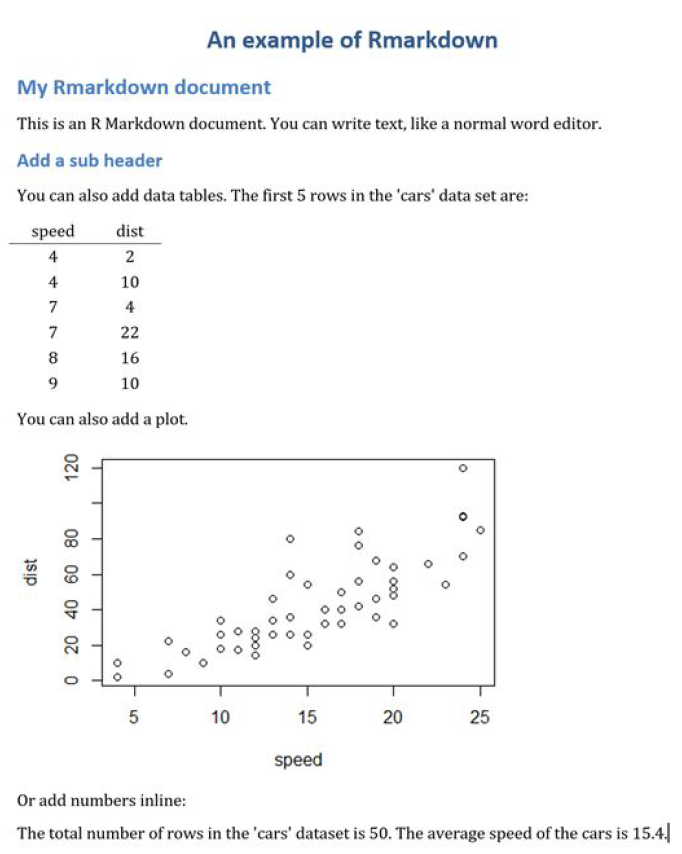 An example of Rmarkdown
My Rmarkdown document
This is an R Markdown document. You can write text, like a normal word editor.
Add a sub header
You can also add data tables. The first 5 rows in the 'cars' data set are:
speed dist
4 2
4 10
7 4
7 22
8 16
9 10
You can also add a plot.
120
80
60
40
20
0
dist
5 10 15 20 25
speed
Or add numbers inline:
The total number of rows in the 'cars' dataset is 50. The average speed of the cars is 15.4.